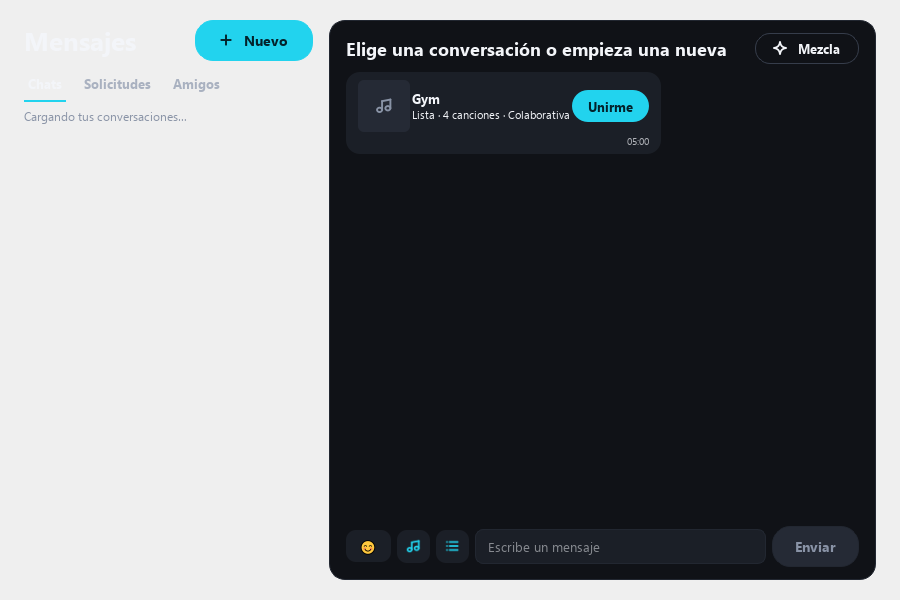 Mensajes
Nuevo
Chats
Solicitudes
Amigos
Cargando tus conversaciones...
Elige una conversación o empieza una nueva
Mezcla
Gym
Lista · 4 canciones · Colaborativa
Unirme
05:00
Escribe un mensaje
Enviar